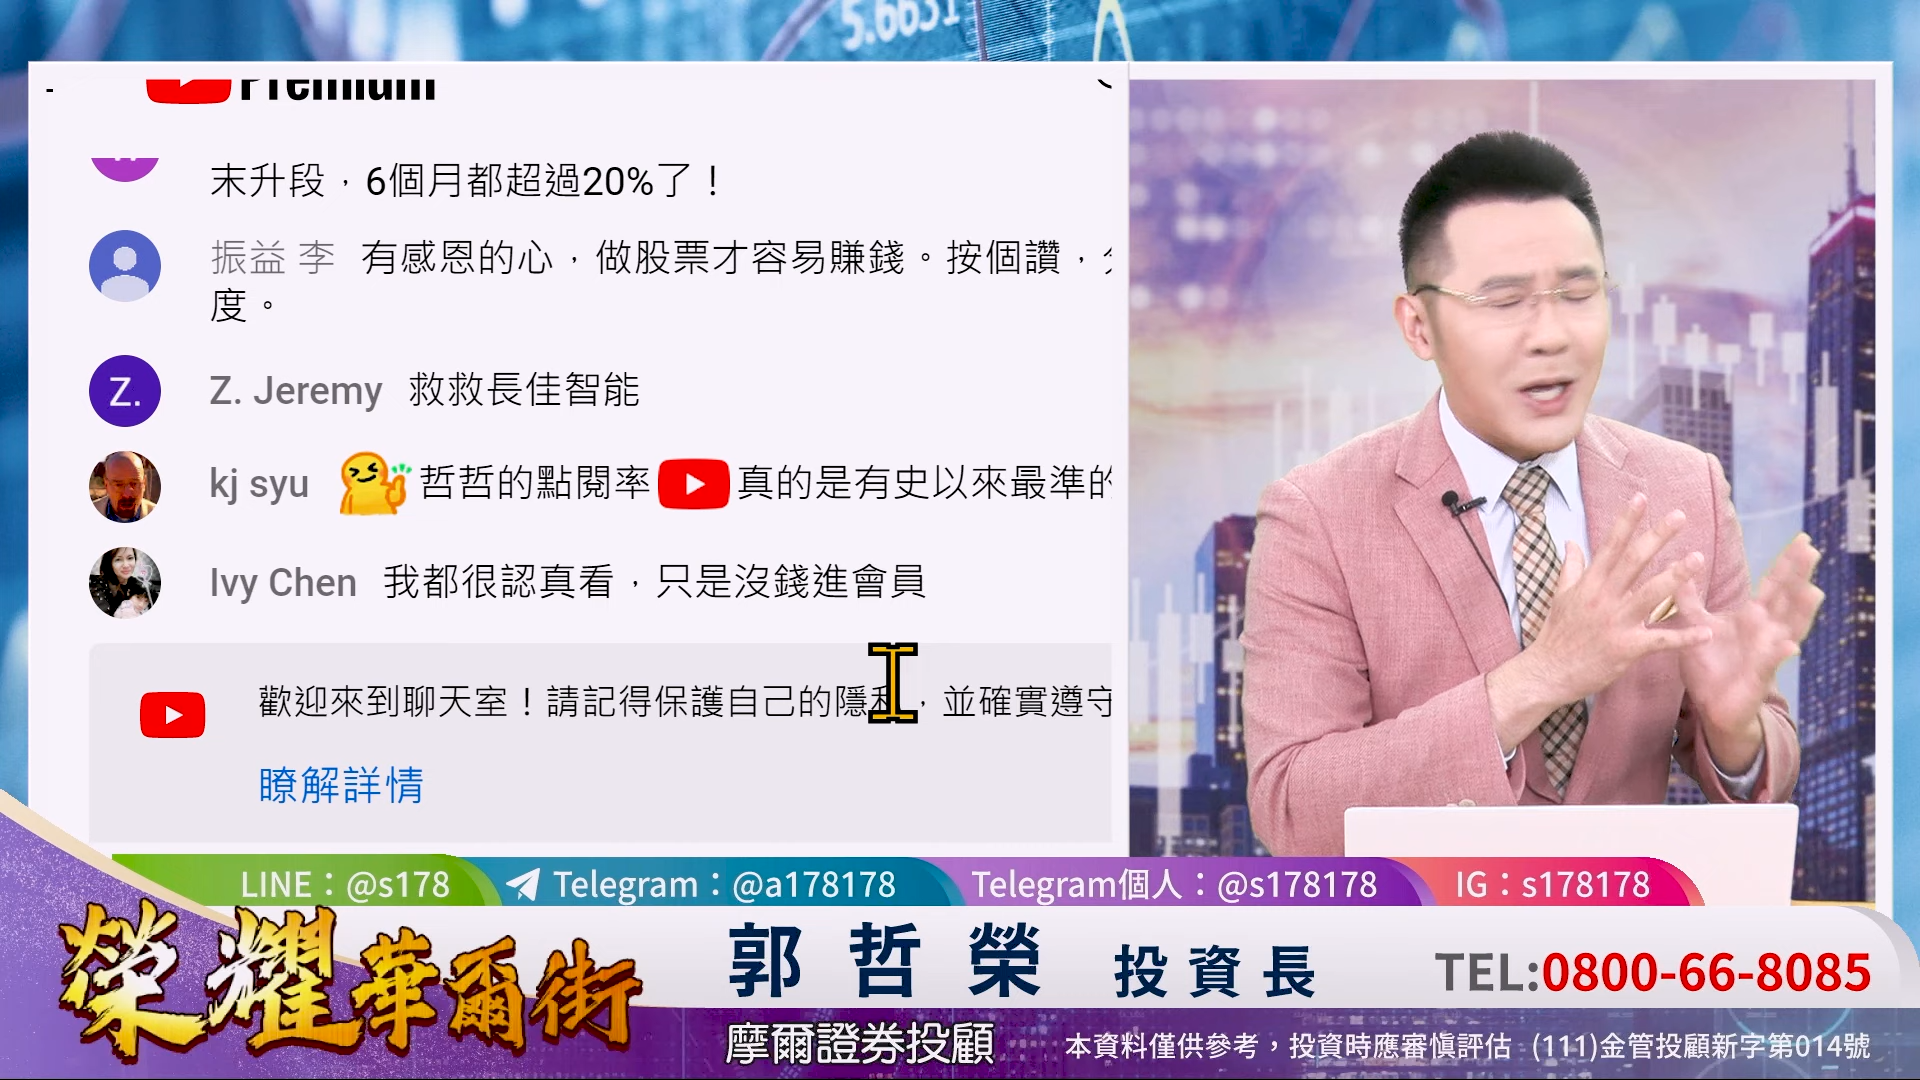 5.6631
Premium
末升段，6個月都超過20%了！
振益 李 有感恩的心，做股票才容易賺錢。按個讚，
度。
Z.
Z. Jeremy 救救長佳智能
kj syu 哲哲的點閱率 真的是有史以來最準的
Ivy Chen 我都很認真看，只是沒錢進會員
歡迎來到聊天室！請記得保護自己的隱私，並確實遵守
瞭解詳情
LINE：@s178 Telegram：@a178178 Telegram個人：@s178178 IG：s178178
榮耀華爾街
郭哲榮 投資長 TEL:0800-66-8085
摩爾證券投顧 本資料僅供參考，投資時應審慎評估 (111)金管投顧新字第014號